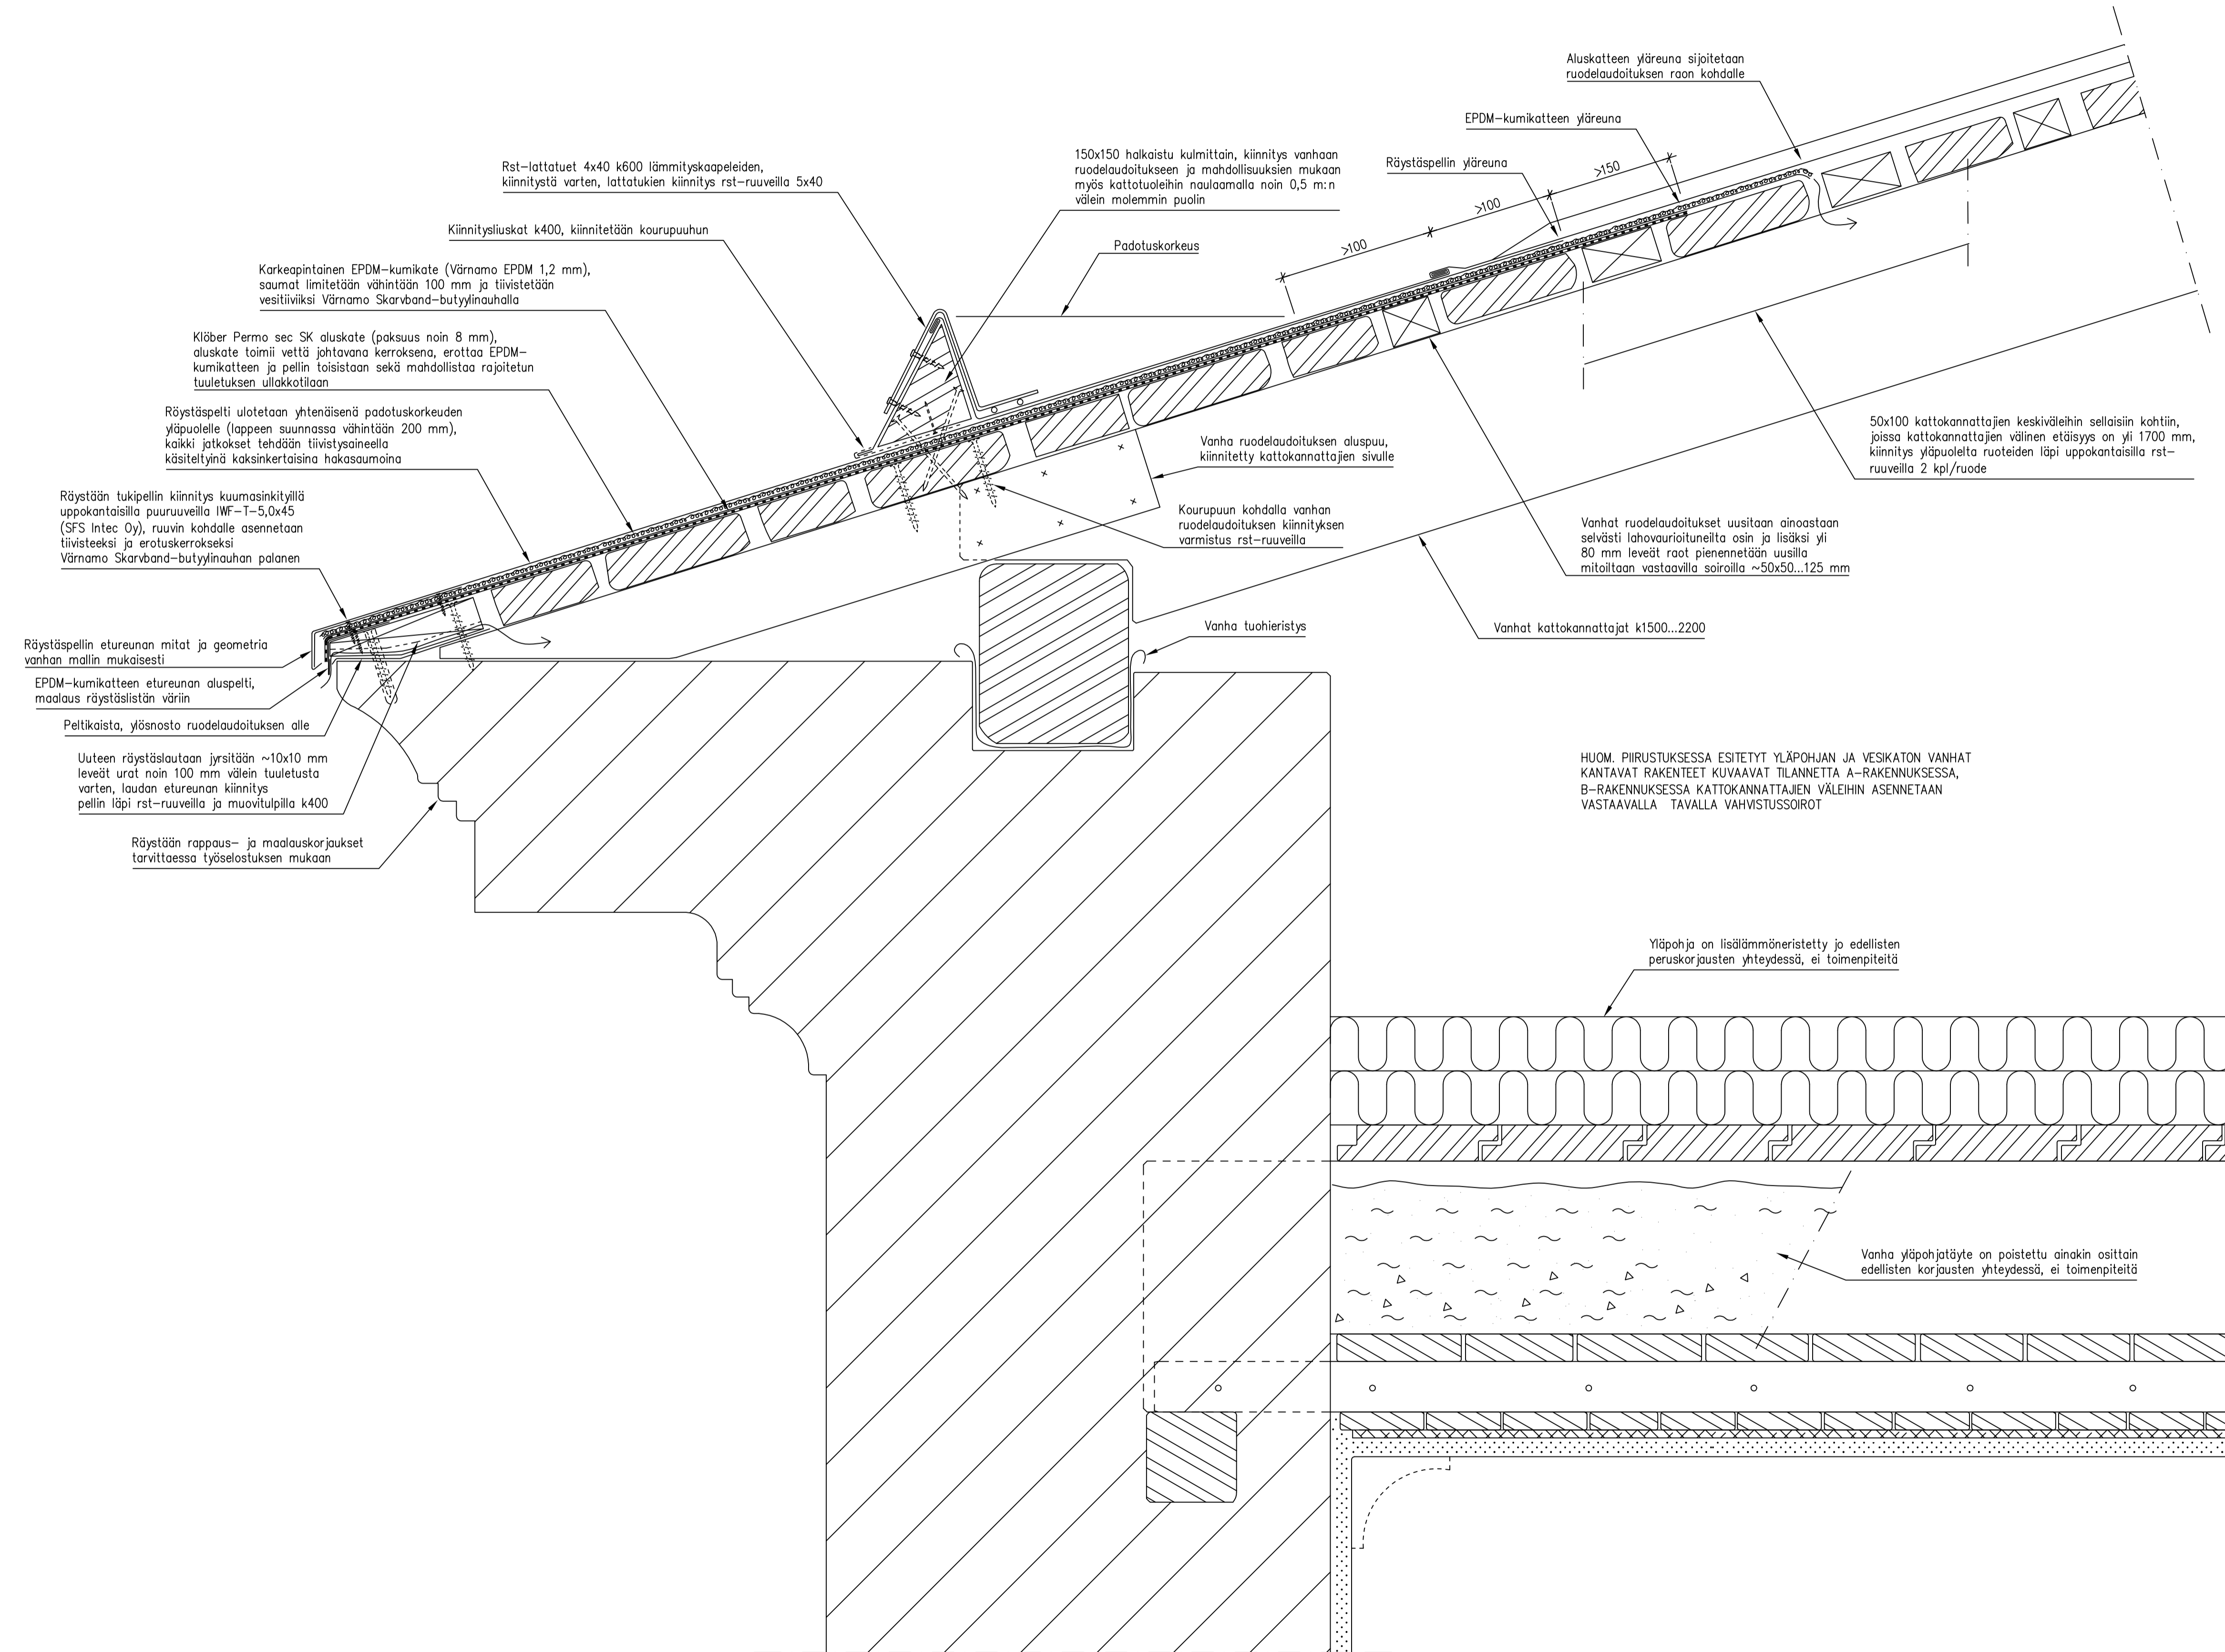 Aluskatteen yläreuna sijoitetaan
ruodelaudoituksen raon kohdalle
EPDM-kumikatteen yläreuna
Räystäspellin yläreuna
>150
>100
>100
150x150 halkaistu kulmittain, kiinnitys vanhaan
ruodelaudoitukseen ja mahdollisuuksien mukaan
myös kattotuoleihin naulaamalla noin 0,5 m:n
välein molemmin puolin
Rst-lattatuet 4x40 k600 lämmityskaapeleiden,
kiinnitystä varten, lattatukien kiinnitys rst-ruuveilla 5x40
Kiinnitysliuskat k400, kiinnitetään kourupuuhun
Padotuskorkeus
Karkeapintainen EPDM-kumikate (Värnamo EPDM 1,2 mm),
saumat limitetään vähintään 100 mm ja tiivistetään
vesitiiviiksi Värnamo Skarvband-butyylinauhalla
Klöber Permo sec SK aluskate (paksuus noin 8 mm),
aluskate toimii vettä johtavana kerroksena, erottaa EPDM-
kumikatteen ja pellin toisistaan sekä mahdollistaa rajoitetun
tuuletuksen ullakkotilaan
Röystäspelti ulotetaan yhtenäisenä padotuskorkeuden
yläpuolelle (lappeen suunnassa vähintään 200 mm),
kaikki jatkokset tehdään tiivistysaineella
käsiteltyinä kaksinkertaisina hakasaumoina
Räystään tukipellin kiinnitys kuumasinkityillä
uppokantaisilla puuruuveilla IWF-T-5,0x45
(SFS Intec Oy), ruuvin kohdalle asennetaan
tiivisteeksi ja erotuskerrokseksi
Värnamo Skarvband-butyylinauhan palanen
Räystäspellin etureunan mitat ja geometria
vanhan mallin mukaisesti
EPDM-kumikatteen etureunan aluspelti,
maalaus räystäslistän väriin
Peltikaista, ylösnosto ruodelaudoituksen alle
Uuteen räystäslautaan jyrsitään ~10x10 mm
leveät urat noin 100 mm välein tuuletusta
varten, laudan etureunan kiinnitys
pellin läpi rst-ruuveilla ja muovitulpilla k400
Räystään rappaus- ja maalauskorjaukset
tarvittaessa työselostuksen mukaan
Vanha ruodelaudoituksen aluspuu,
kiinnitetty kattokannattajien sivulle
Kourupuun kohdalla vanhan
ruodelaudoituksen kiinnityksen
varmistus rst-ruuveilla
Vanha tuohieristys
50x100 kattokannattajien keskiväleihin sellaisiin kohtiin,
joissa kattokannattajien välinen etäisyys on yli 1700 mm,
kiinnitys yläpuolelta ruoteiden läpi uppokantaisilla rst-
ruuveilla 2 kpl/ruode
Vanhat ruodelaudoitukset uusitaan ainoastaan
selvästi lahovaurioituneilta osin ja lisäksi yli
80 mm leveät raot pienennetään uusilla
mitoiltaan vastaavilla soiroilla ~50x50...125 mm
Vanhat kattokannattajat k1500...2200
HUOM. PIIRUSTUKSESSA ESITETYT YLÄPOHJAN JA VESIKATON VANHAT
KANTAVAT RAKENTEET KUVAAVAT TILANNETTA A-RAKENNUKSESSA,
B-RAKENNUKSESSA KATTOKANNATTAJIEN VÄLEIHIN ASENNETAAN
VASTAAVALLA TAVALLA VAHVISTUSSOIROT
Yläpohja on lisälämmöneristetty jo edellisten
peruskorjausten yhteydessä, ei toimenpiteitä
Vanha yläpohjatäyte on poistettu ainakin osittain
edellisten korjausten yhteydessä, ei toimenpiteitä